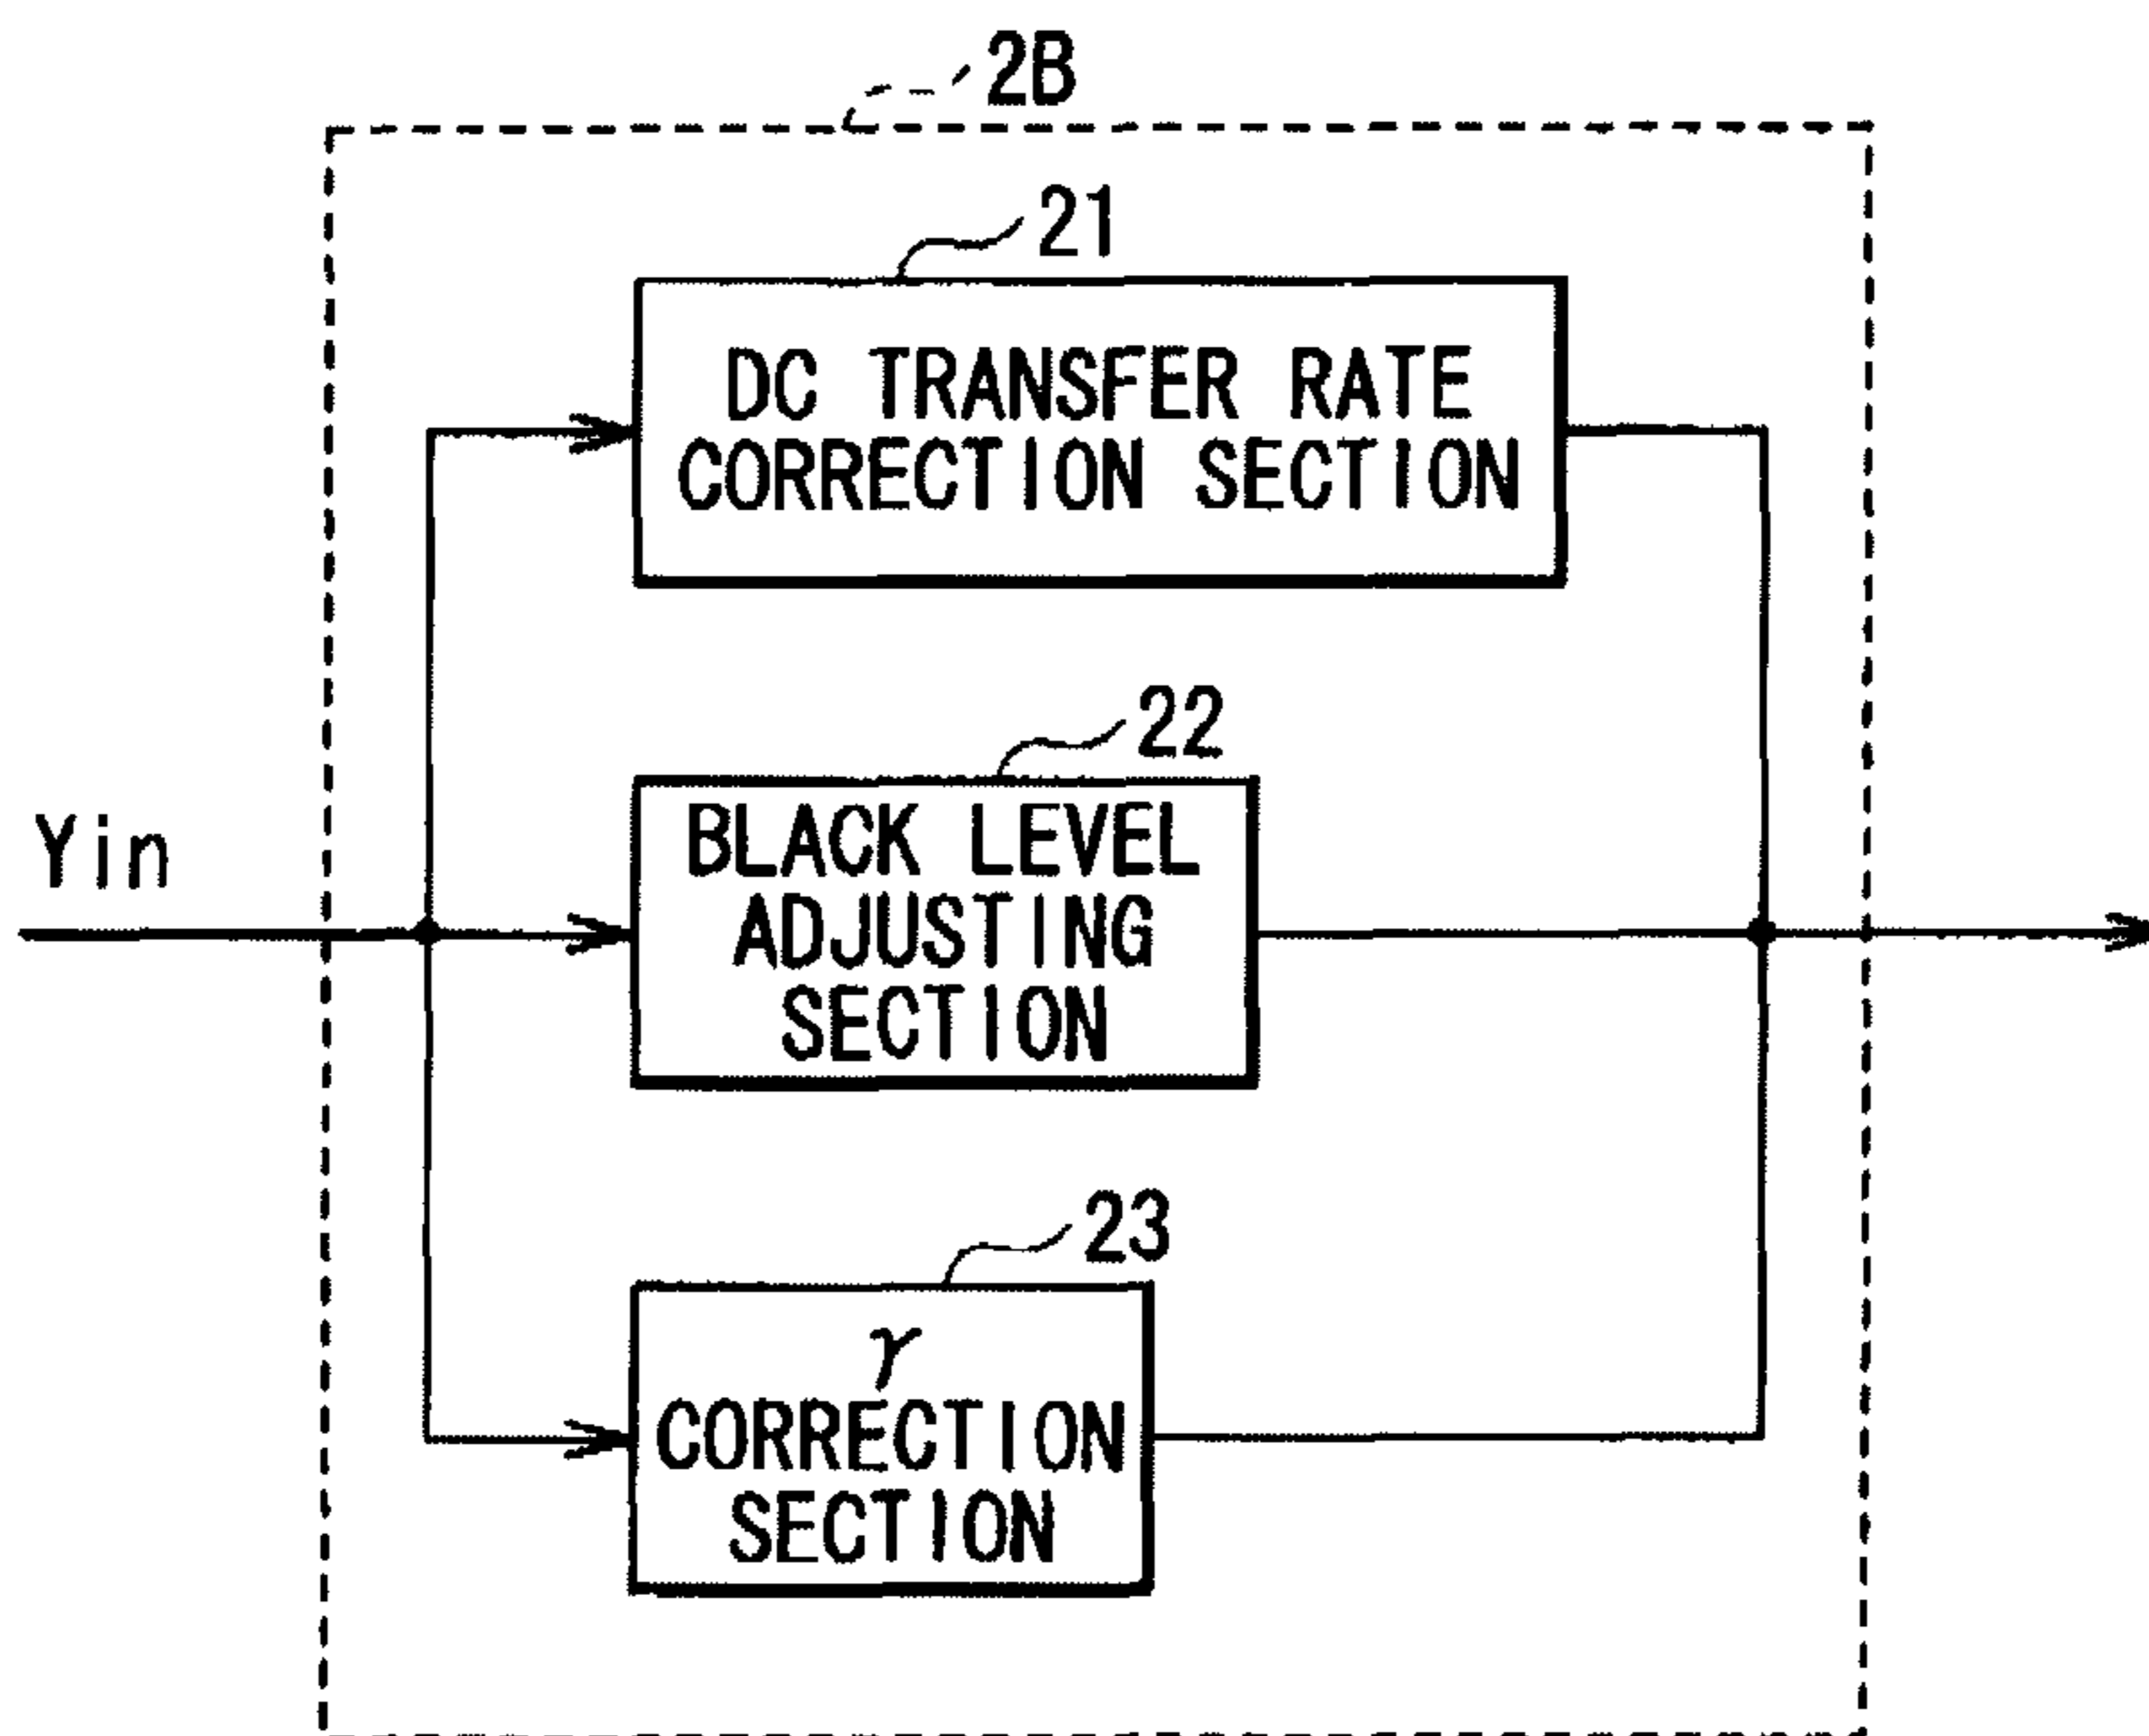 2B
21
DC TRANSFER RATE
CORRECTION SECTION
22
Yin
BLACK LEVEL
ADJUSTING
SECTION
23
γ
CORRECTION
SECTION